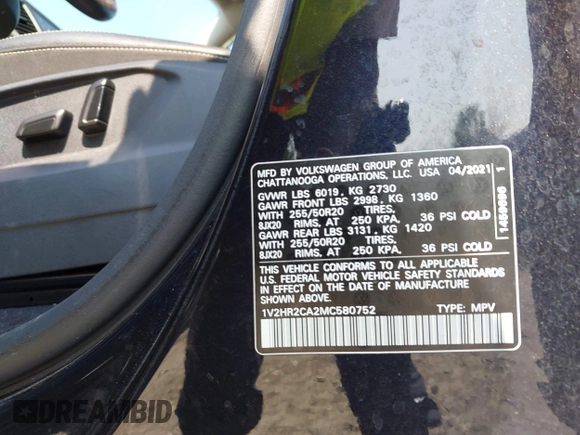 MFD BY VOLKSWAGEN GROUP OF AMERICA
CHATTANOOGA OPERATIONS, LLC. USA 04/2021
GVWR LBS 6019, KG 2730
GAWR FRONT LBS 2998, KG 1360
WITH 255/50R20 TIRES,
8JX20 RIMS, AT 250 KPA, 36 PSI COLD
GAWR REAR LBS 3131, KG 1420
WITH 255/50R20 TIRES,
8JX20 RIMS, AT 250 KPA, 36 PSI COLD
THIS VEHICLE CONFORMS TO ALL APPLICABLE
U.S. FEDERAL MOTOR VEHICLE SAFETY STANDARDS
IN EFFECT ON THE DATE OF MANUFACTURE
SHOWN ABOVE.
1V2HR2CA2MC580752 TYPE: MPV
1459696 1
DREAMBID